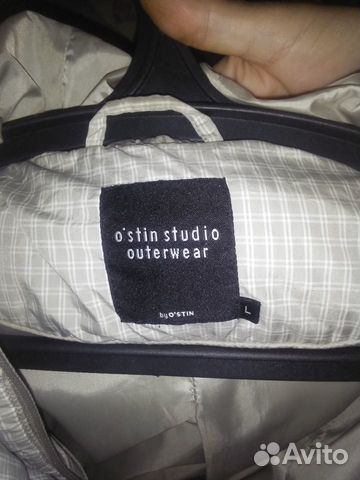 o'stin studio
outerwear
by O'STIN
L
Avito